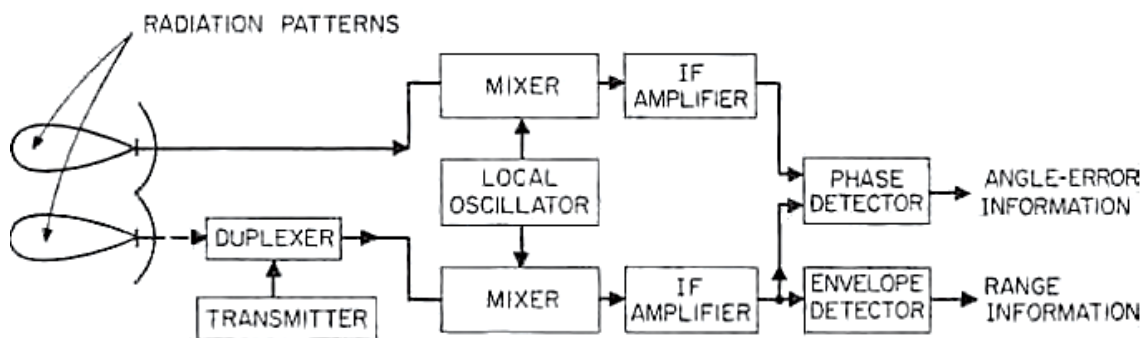 RADIATION PATTERNS
MIXER
IF
AMPLIFIER
LOCAL
OSCILLATOR
PHASE
DETECTOR
ANGLE-ERROR
INFORMATION
DUPLEXER
TRANSMITTER
MIXER
IF
AMPLIFIER
ENVELOPE
DETECTOR
RANGE
INFORMATION